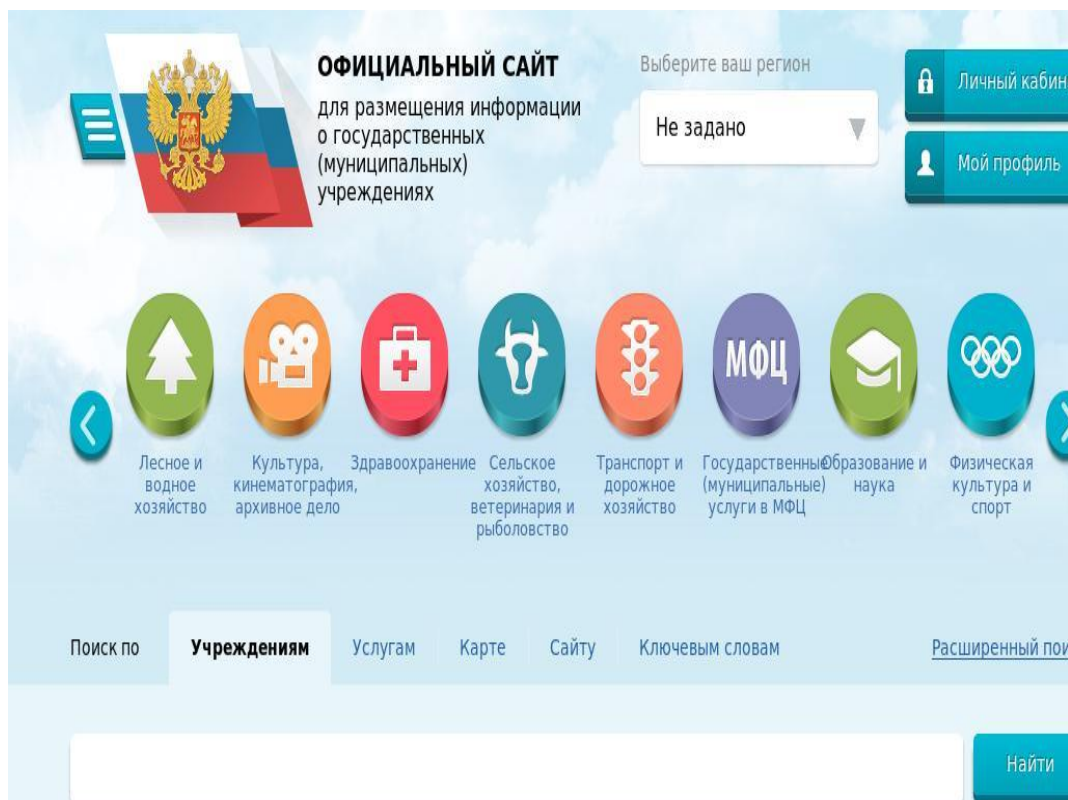 ОФИЦИАЛЬНЫЙ САЙТ
для размещения информации
о государственных
(муниципальных)
учреждениях
Выберите ваш регион
Не задано
Личный кабин
Мой профиль
МФЦ
Лесное и
водное
хозяйство
Культура,
кинематография,
архивное дело
Здравоохранение
Сельское
хозяйство,
ветеринария и
рыболовство
Транспорт и
дорожное
хозяйство
Государственные
(муниципальные)
услуги в МФЦ
Образование и
наука
Физическая
культура и
спорт
Поиск по Учреждениям Услугам Карте Сайту Ключевым словам Расширенный пои
Найти